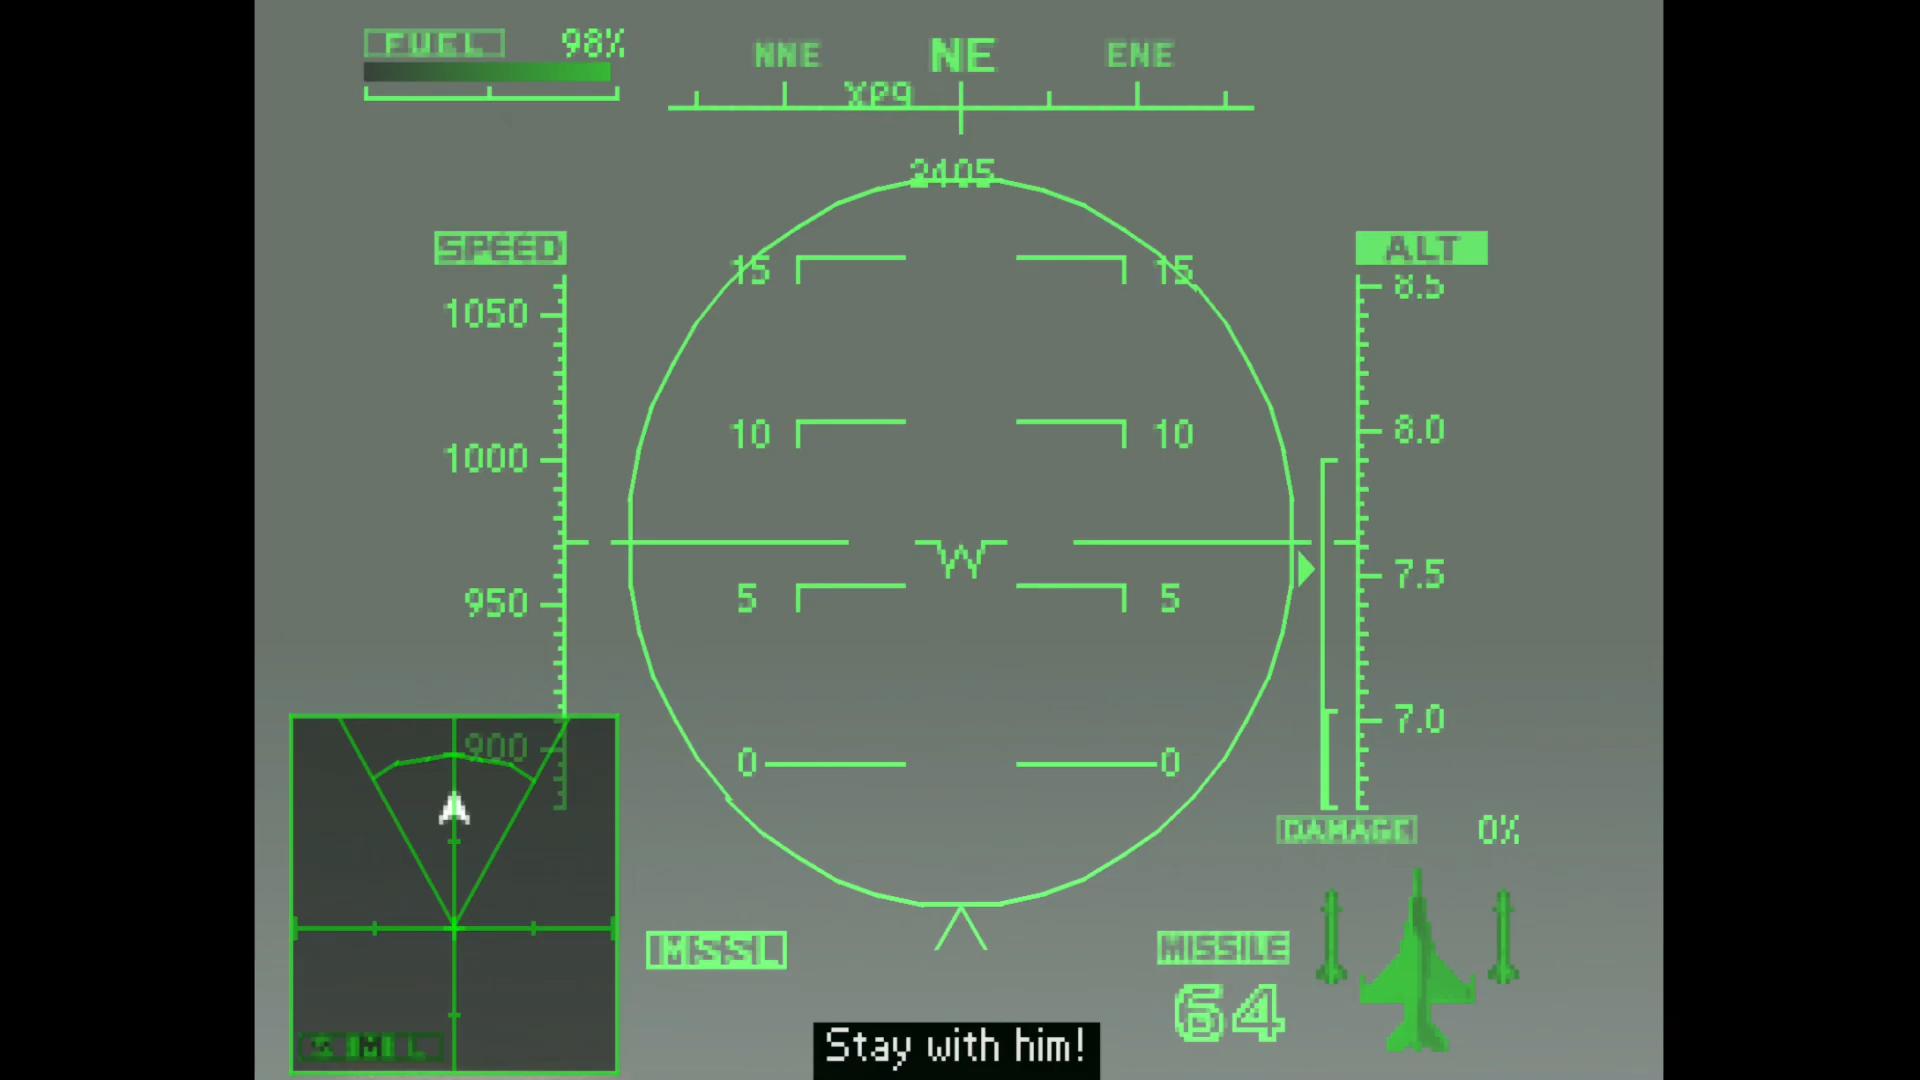 FUEL 98%
NNE NE ENE
2405
SPEED
1050
1000
950
900
ALT
8.5
8.0
7.5
7.0
15 15
10 10
5 5
0 0
DAMAGE 0%
MSSL
MISSILE
64
Stay with him!